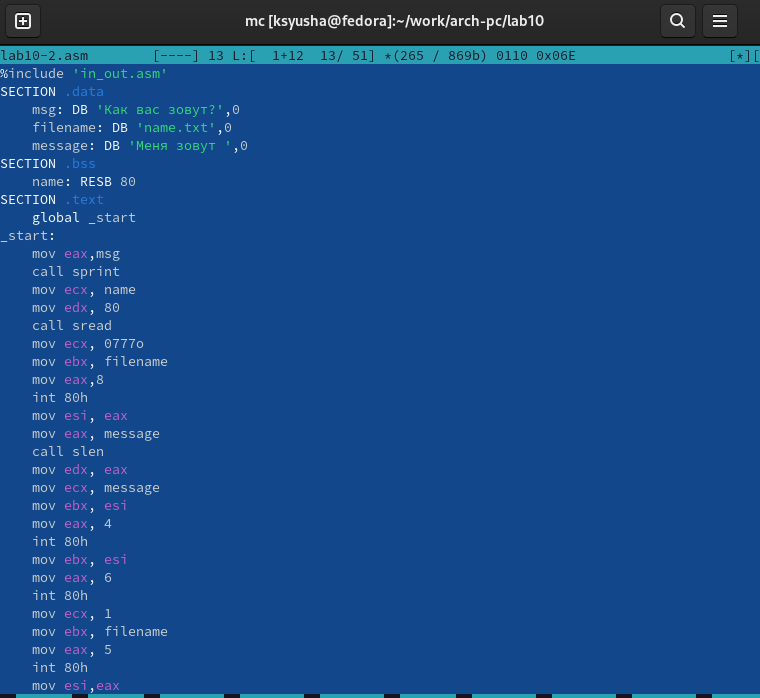 mc [ksyusha@fedora]:~/work/arch-pc/lab10
lab10-2.asm        [----] 13 L:[  1+12  13/ 51] *(265 / 869b) 0110 0x06E                   [*][
%include 'in_out.asm'
SECTION .data
    msg: DB 'Как вас зовут?',0
    filename: DB 'name.txt',0
    message: DB 'Меня зовут ',0
SECTION .bss
    name: RESB 80
SECTION .text
    global _start
_start:
    mov eax,msg
    call sprint
    mov ecx, name
    mov edx, 80
    call sread
    mov ecx, 0777o
    mov ebx, filename
    mov eax,8
    int 80h
    mov esi, eax
    mov eax, message
    call slen
    mov edx, eax
    mov ecx, message
    mov ebx, esi
    mov eax, 4
    int 80h
    mov ebx, esi
    mov eax, 6
    int 80h
    mov ecx, 1
    mov ebx, filename
    mov eax, 5
    int 80h
    mov esi,eax